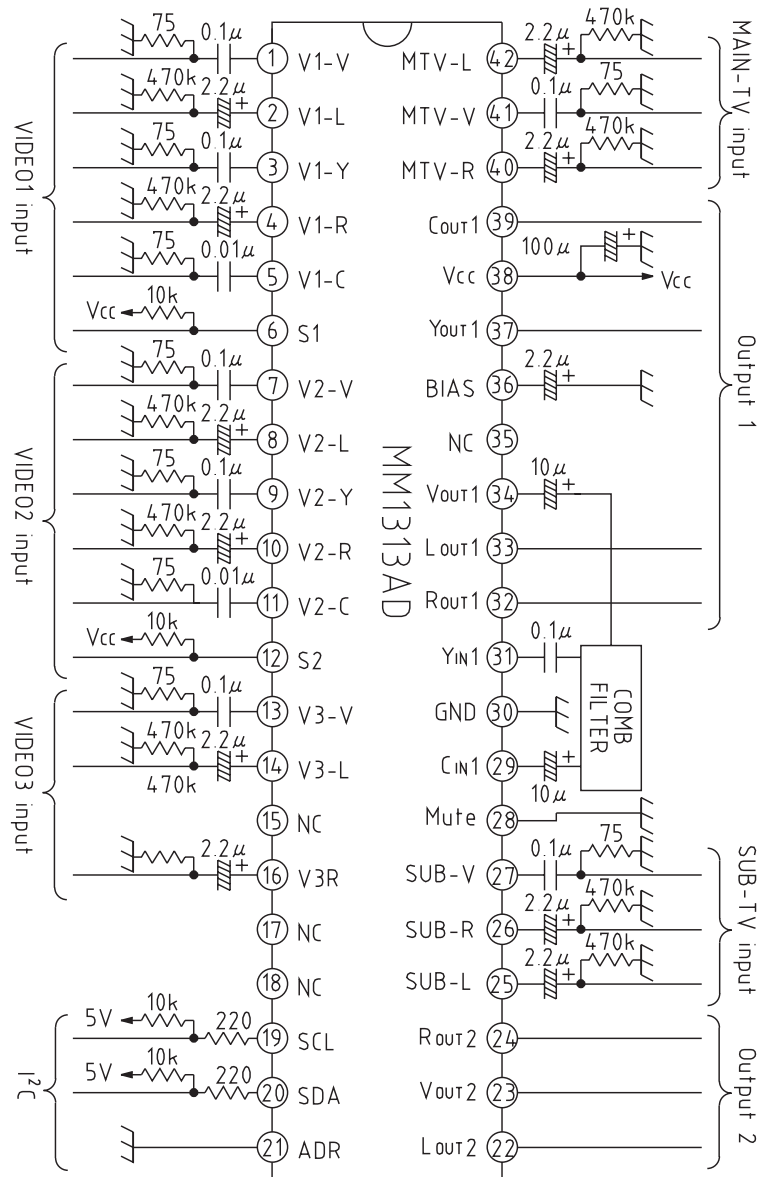 VIDEO1 input
75
0.1μ
1
V1-V
470k
2.2μ
+
2
V1-L
75
0.1μ
3
V1-Y
470k
2.2μ
+
4
V1-R
75
0.01μ
5
V1-C
Vcc
10k
6
S1
VIDEO2 input
75
0.1μ
7
V2-V
470k
2.2μ
+
8
V2-L
75
0.1μ
9
V2-Y
470k
2.2μ
+
10
V2-R
75
0.01μ
11
V2-C
Vcc
10k
12
S2
VIDEO3 input
75
0.1μ
13
V3-V
470k
2.2μ
+
14
V3-L
470k
15
NC
2.2μ
+
16
V3R
17
NC
18
NC
I²C
5V
10k
220
19
SCL
5V
10k
220
20
SDA
21
ADR
MM1313AD
MAIN-TV input
MTV-L
42
2.2μ
+
470k
MTV-V
41
0.1μ
75
MTV-R
40
2.2μ
+
470k
Output 1
COUT1
39
100μ
+
Vcc
38
Vcc
YOUT1
37
BIAS
36
2.2μ
+
NC
35
VOUT1
34
10μ
+
LOUT1
33
ROUT1
32
YIN1
31
0.1μ
COMB
FILTER
GND
30
CIN1
29
+
10μ
Mute
28
SUB-TV input
SUB-V
27
0.1μ
75
SUB-R
26
2.2μ
+
470k
SUB-L
25
2.2μ
+
470k
Output 2
ROUT2
24
VOUT2
23
LOUT2
22